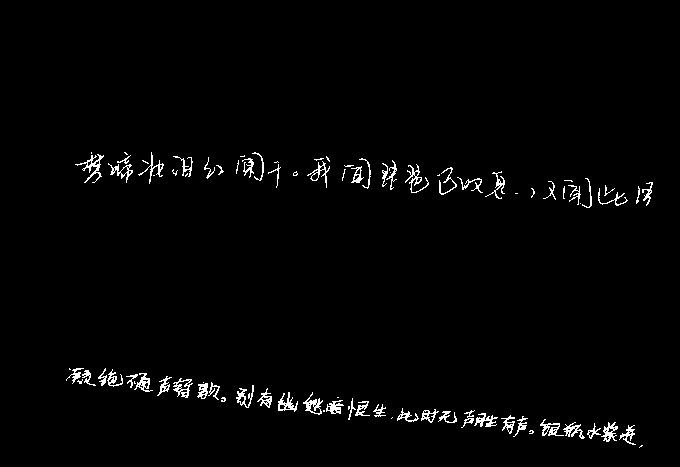 梦啼妆泪红阑干。我闻琵琶已叹息,又闻此语
凝绝不通声暂歇。别有幽愁暗恨生,此时无声胜有声。银瓶水浆迸,